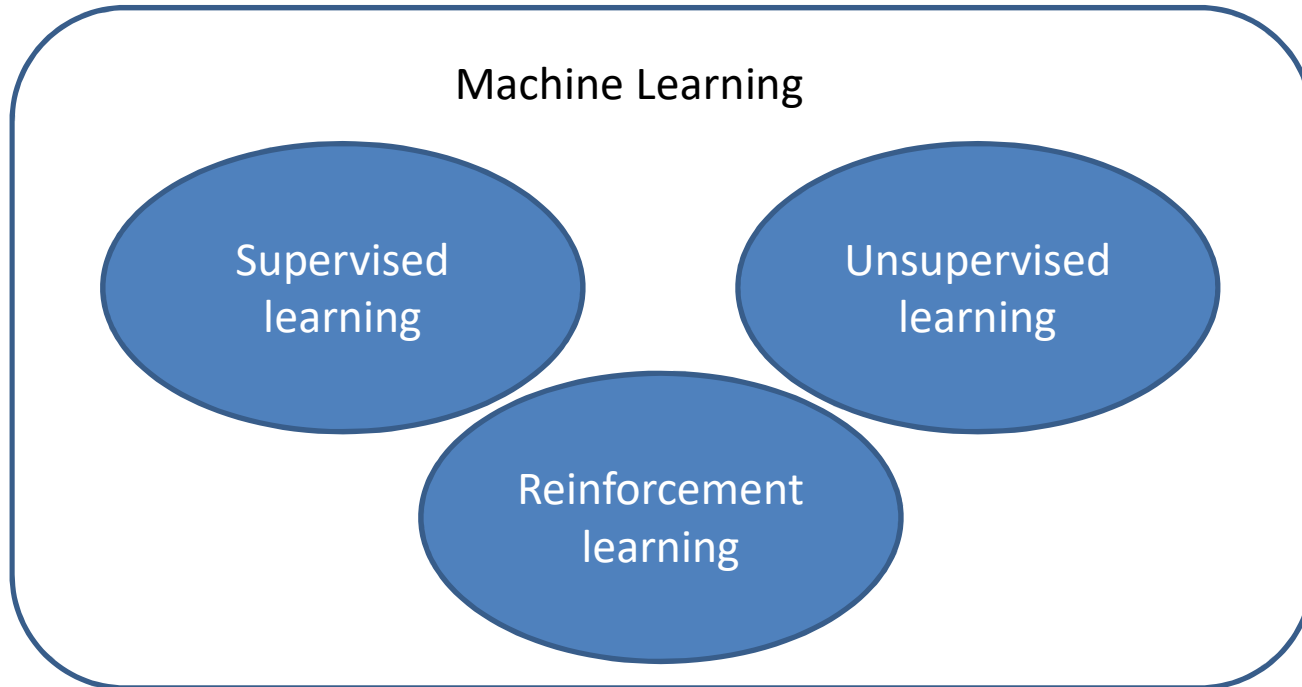 Machine Learning
Supervised
learning
Unsupervised
learning
Reinforcement
learning